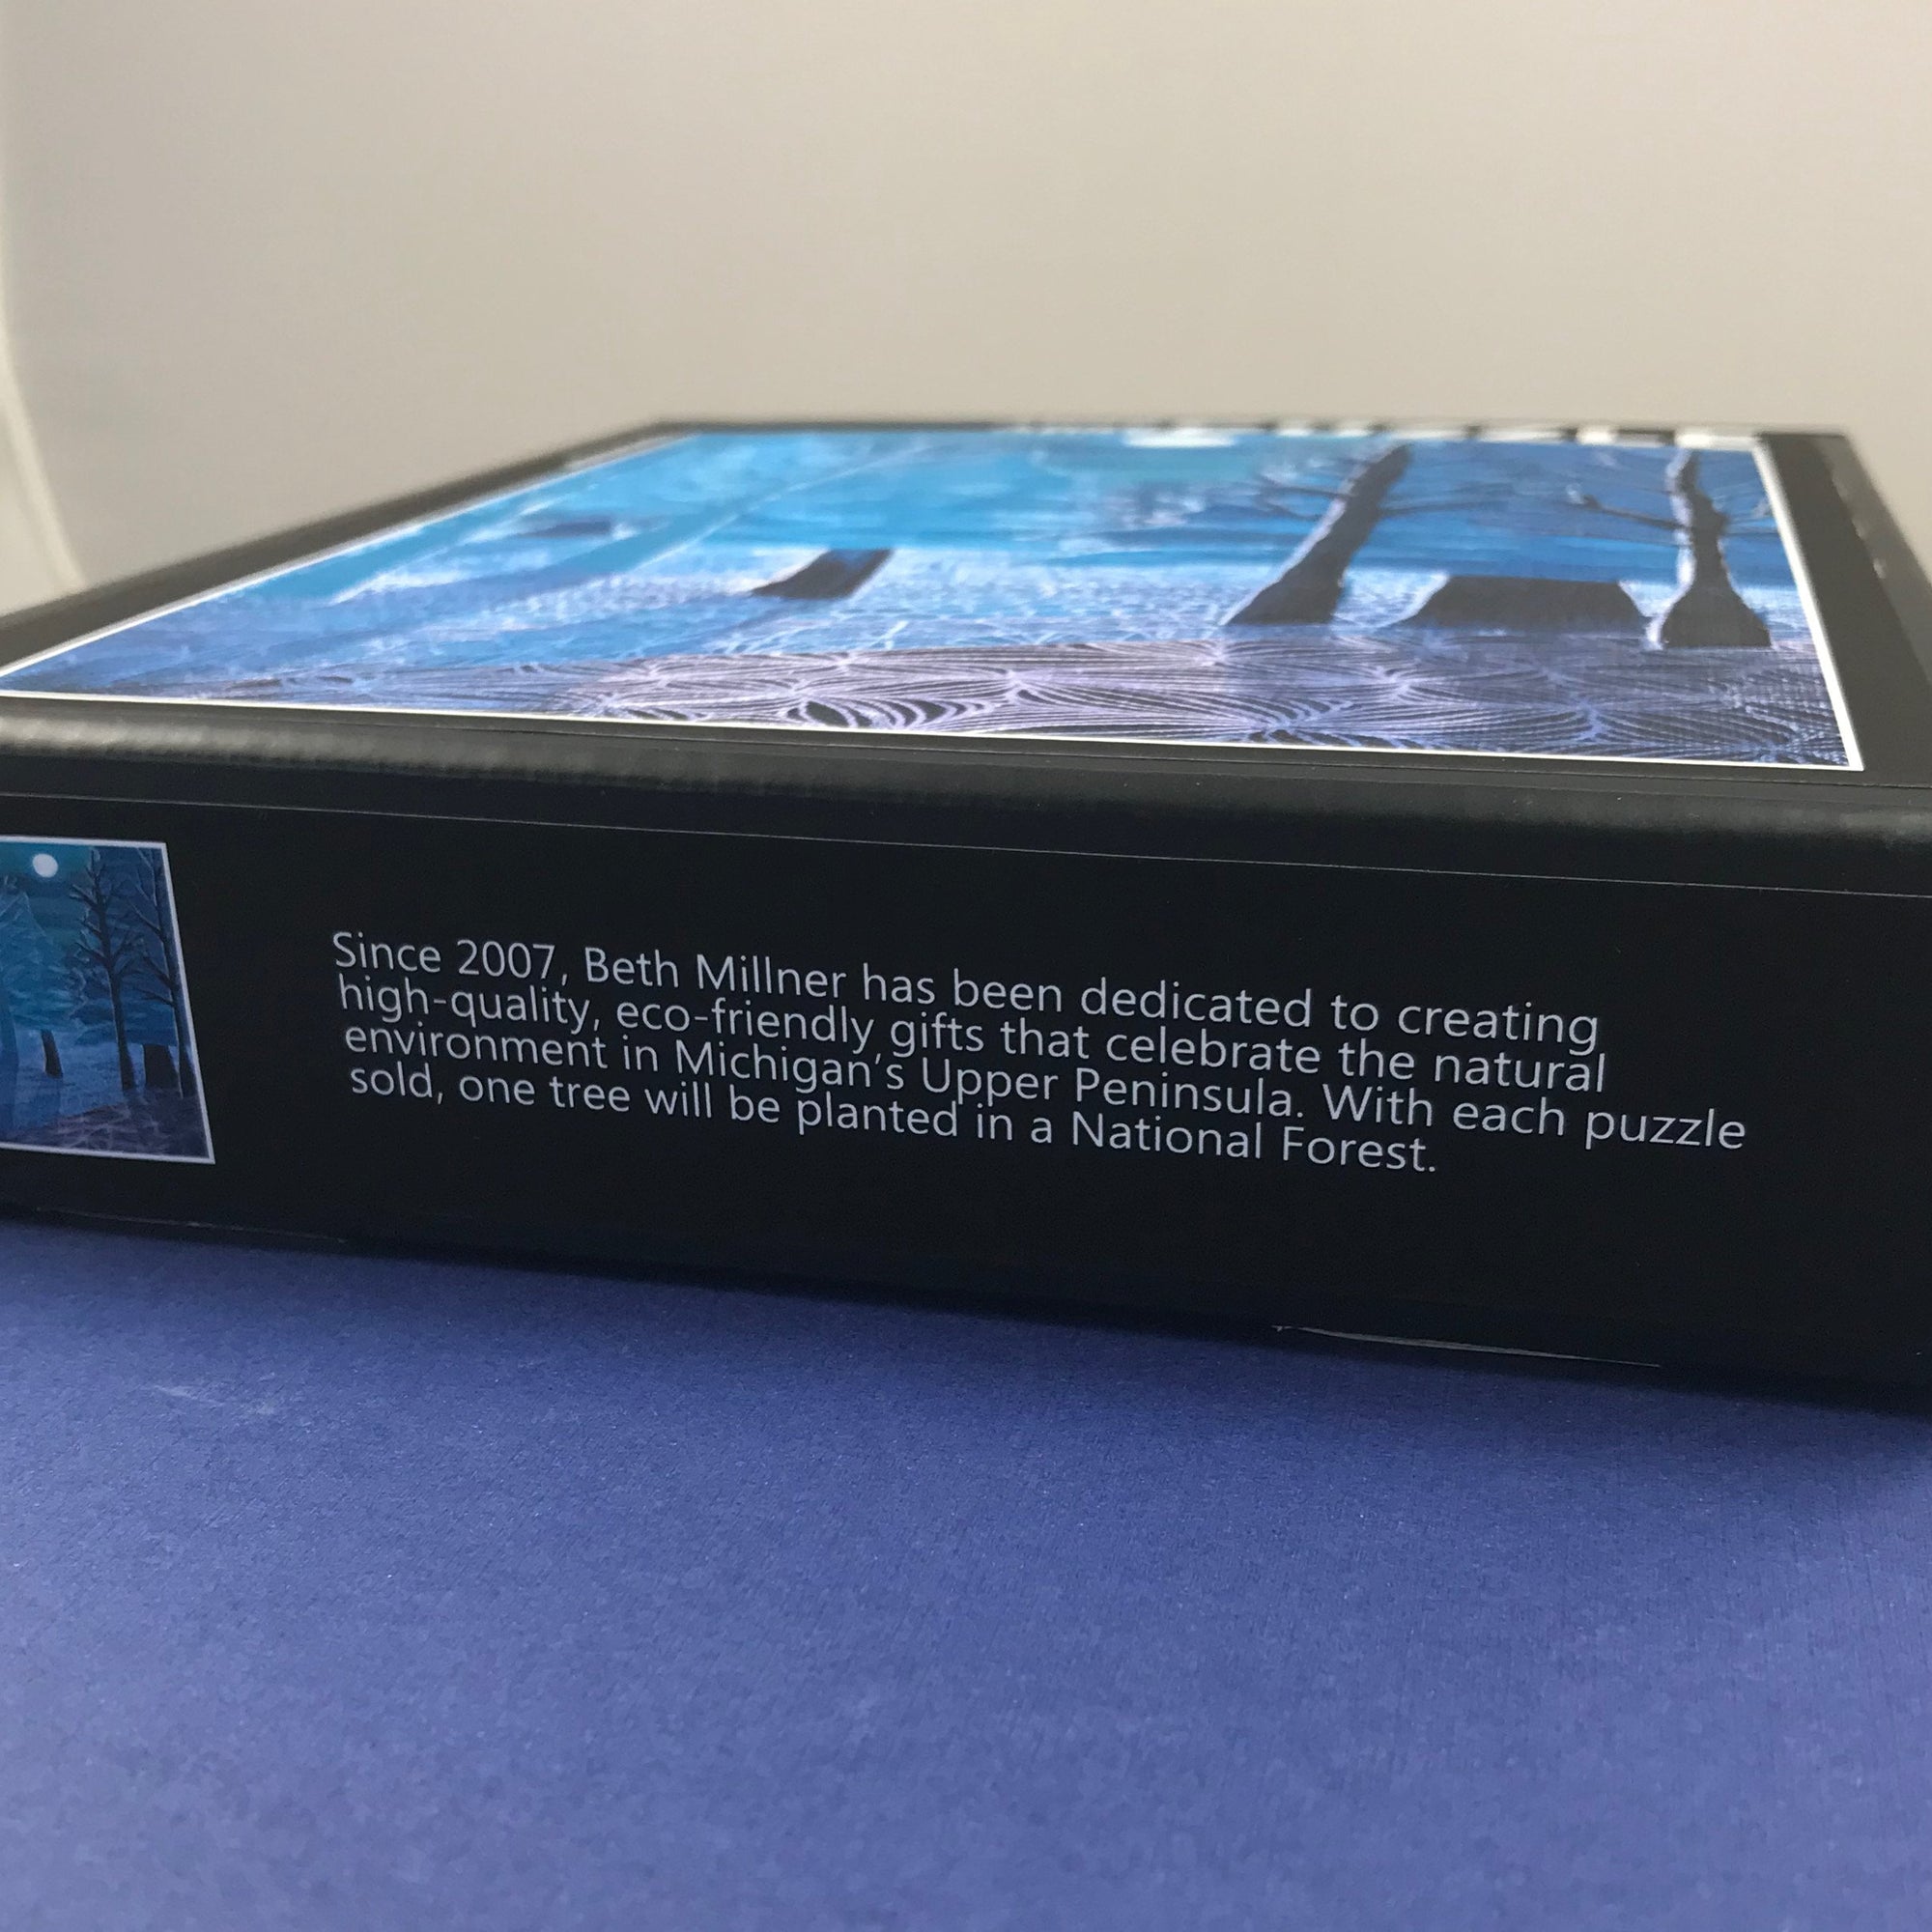 Since 2007, Beth Millner has been dedicated to creating
high-quality, eco-friendly gifts that celebrate the natural
environment in Michigan's Upper Peninsula. With each puzzle
sold, one tree will be planted in a National Forest.